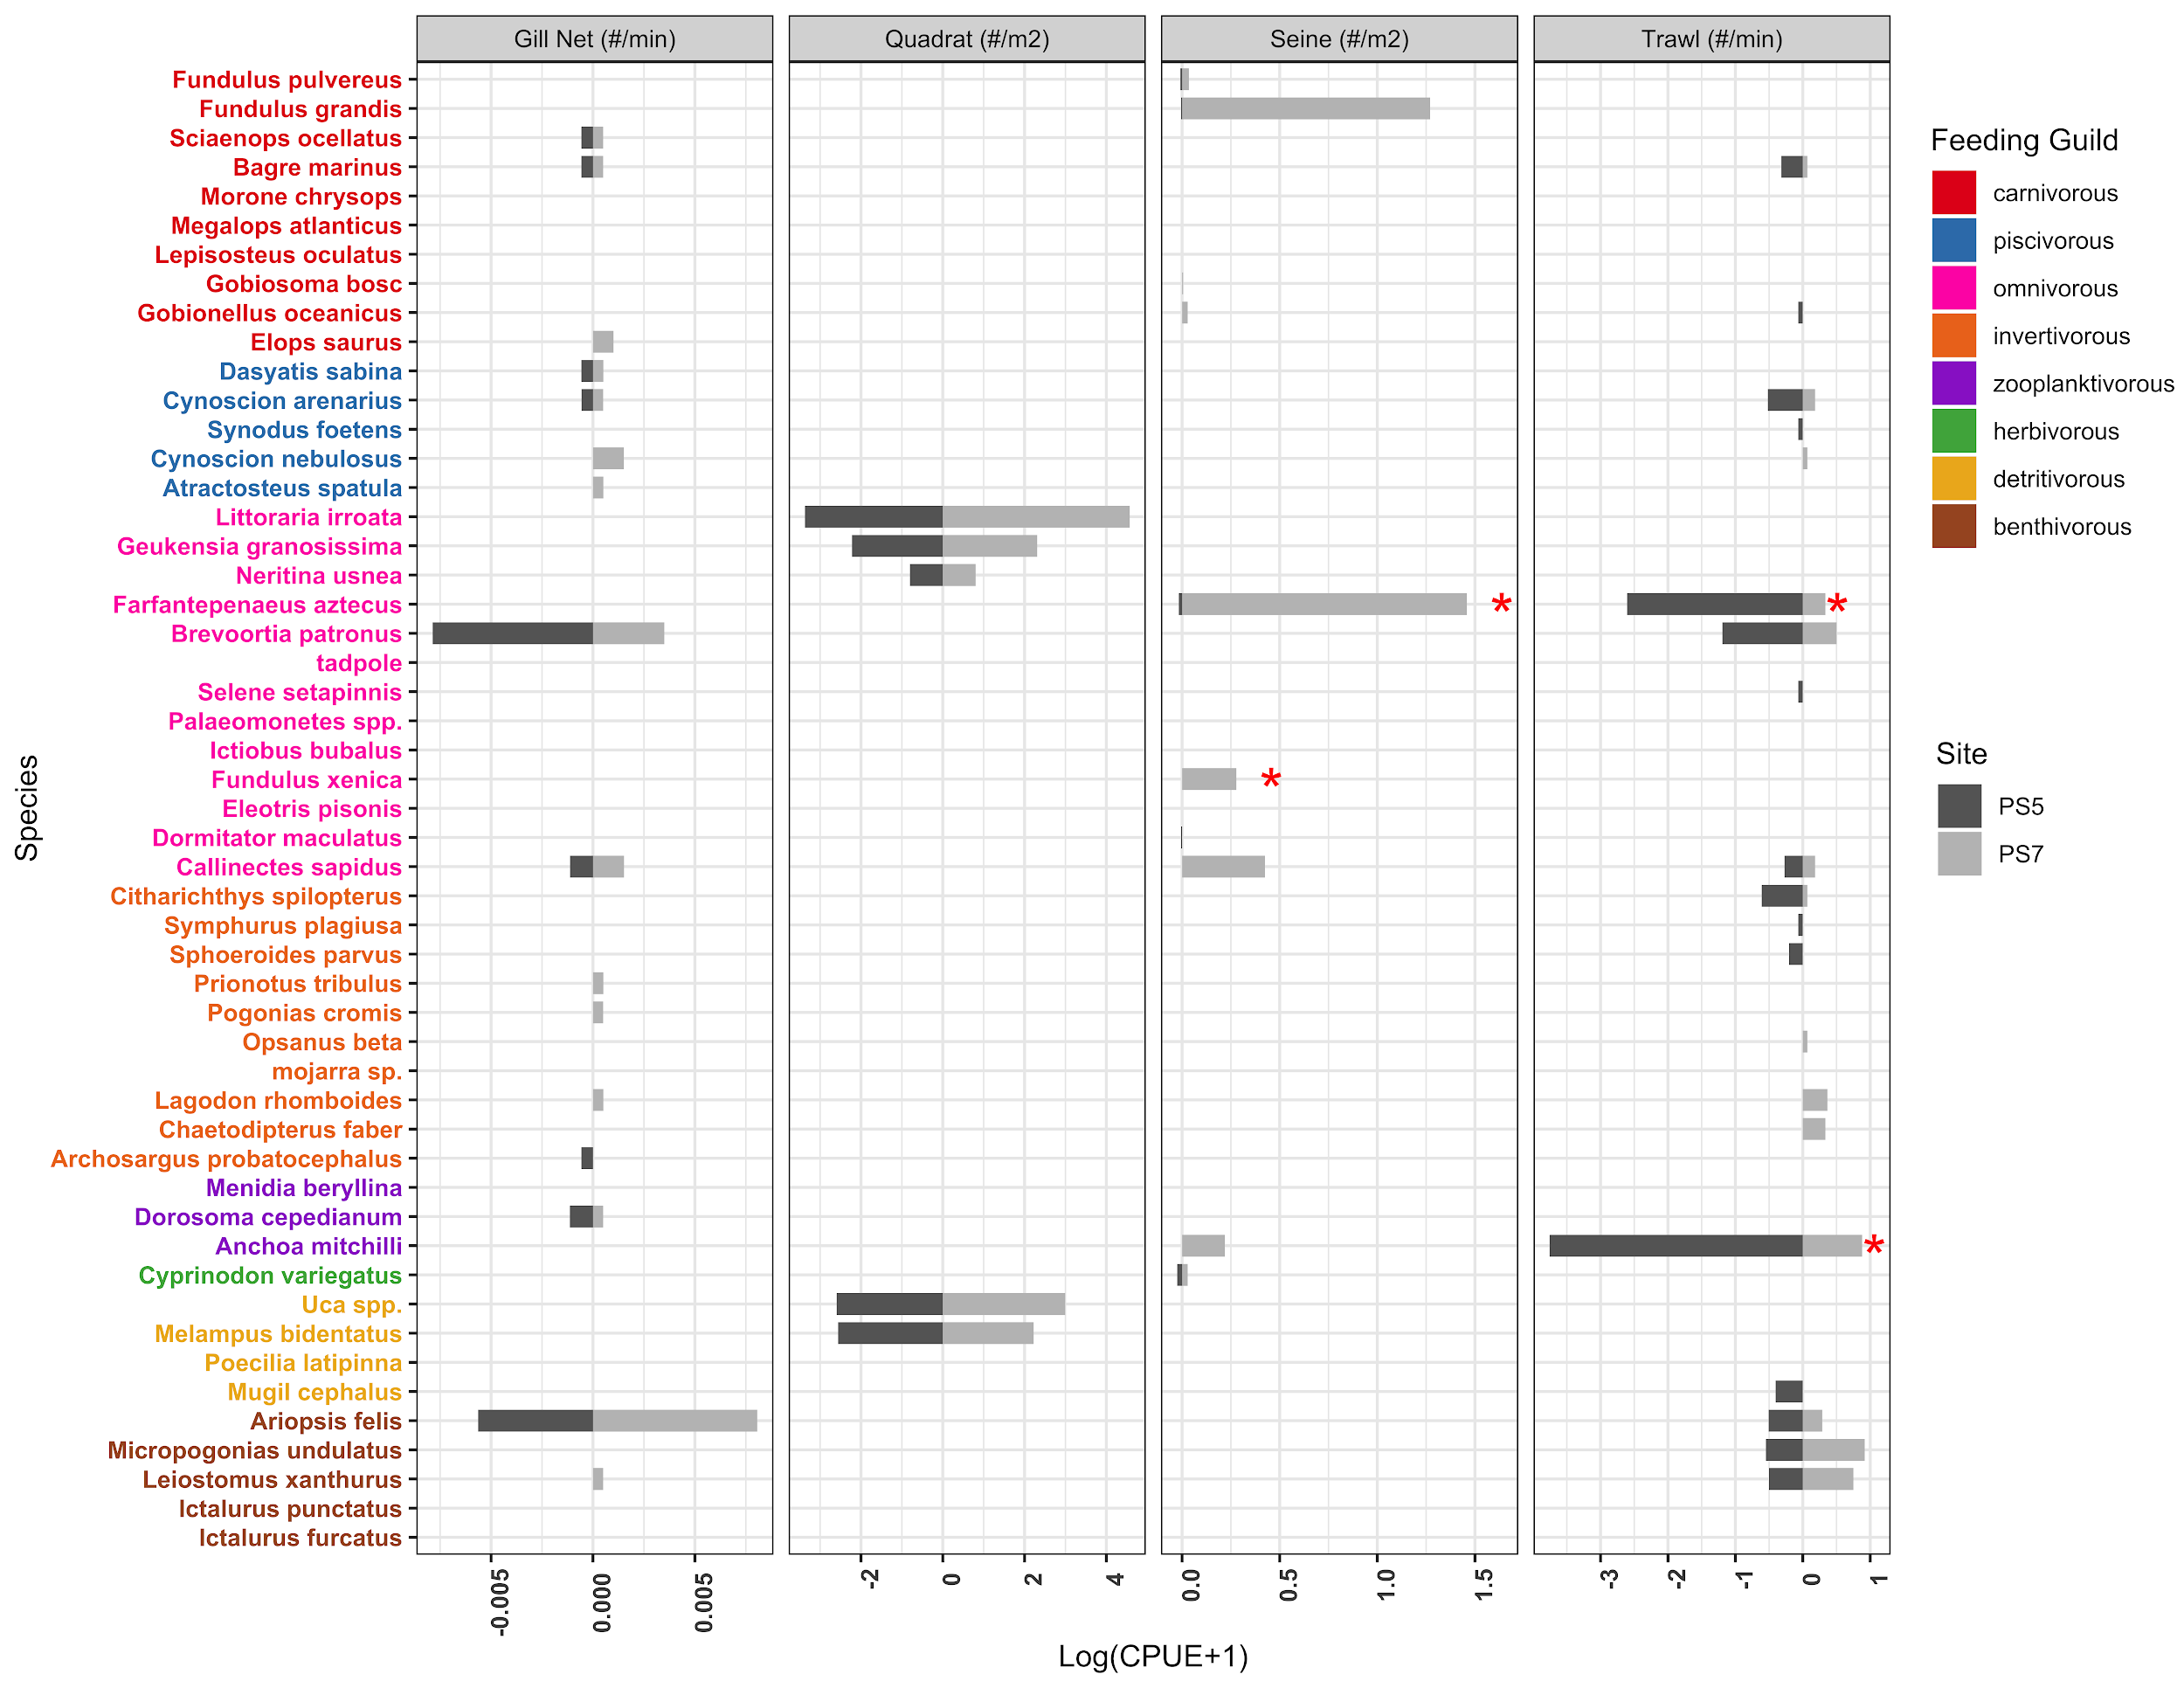 Gill Net (#/min)
Quadrat (#/m2)
Seine (#/m2)
Trawl (#/min)
Fundulus pulvereus
Fundulus grandis
Sciaenops ocellatus
Bagre marinus
Morone chrysops
Megalops atlanticus
Lepisosteus oculatus
Gobiosoma bosc
Gobionellus oceanicus
Elops saurus
Dasyatis sabina
Cynoscion arenarius
Synodus foetens
Cynoscion nebulosus
Atractosteus spatula
Littoraria irroata
Geukensia granosissima
Neritina usnea
Farfantepenaeus aztecus
* *
Brevoortia patronus
tadpole
Selene setapinnis
Palaeomonetes spp.
Ictiobus bubalus
Fundulus xenica
*
Eleotris pisonis
Dormitator maculatus
Callinectes sapidus
Citharichthys spilopterus
Symphurus plagiusa
Sphoeroides parvus
Prionotus tribulus
Pogonias cromis
Opsanus beta
mojarra sp.
Lagodon rhomboides
Chaetodipterus faber
Archosargus probatocephalus
Menidia beryllina
Dorosoma cepedianum
Anchoa mitchilli
*
Cyprinodon variegatus
Uca spp.
Melampus bidentatus
Poecilia latipinna
Mugil cephalus
Ariopsis felis
Micropogonias undulatus
Leiostomus xanthurus
Ictalurus punctatus
Ictalurus furcatus
Species
-0.005 0.000 0.005
-2 0 2 4
0.0 0.5 1.0 1.5
-3 -2 -1 0 1
Log(CPUE+1)
Feeding Guild
carnivorous
piscivorous
omnivorous
invertivorous
zooplanktivorous
herbivorous
detritivorous
benthivorous
Site
PS5
PS7